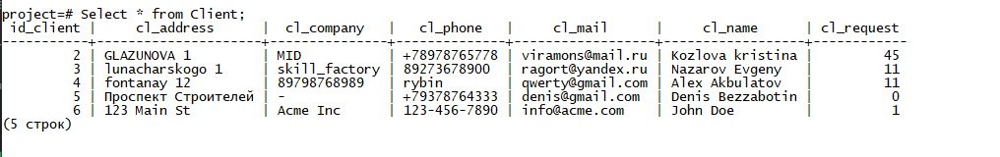 project=# Select * from Client;
 id_client |     cl_address      |  cl_company   |   cl_phone   |     cl_mail      |     cl_name      | cl_request
-----------+---------------------+---------------+--------------+------------------+------------------+------------
         2 | GLAZUNOVA 1         | MID           | +78978765778 | viramons@mail.ru | Kozlova kristina |         45
         3 | lunacharskogo 1     | skill_factory | 89273678900  | ragort@yandex.ru | Nazarov Evgeny   |         11
         4 | fontanay 12         | 89798768989   | rybin        | qwerty@gmail.com | Alex Akbulatov   |         11
         5 | Проспект Строителей | -             | +79378764333 | denis@gmail.com  | Denis Bezzabotin |          0
         6 | 123 Main St         | Acme Inc      | 123-456-7890 | info@acme.com    | John Doe         |          1
(5 строк)